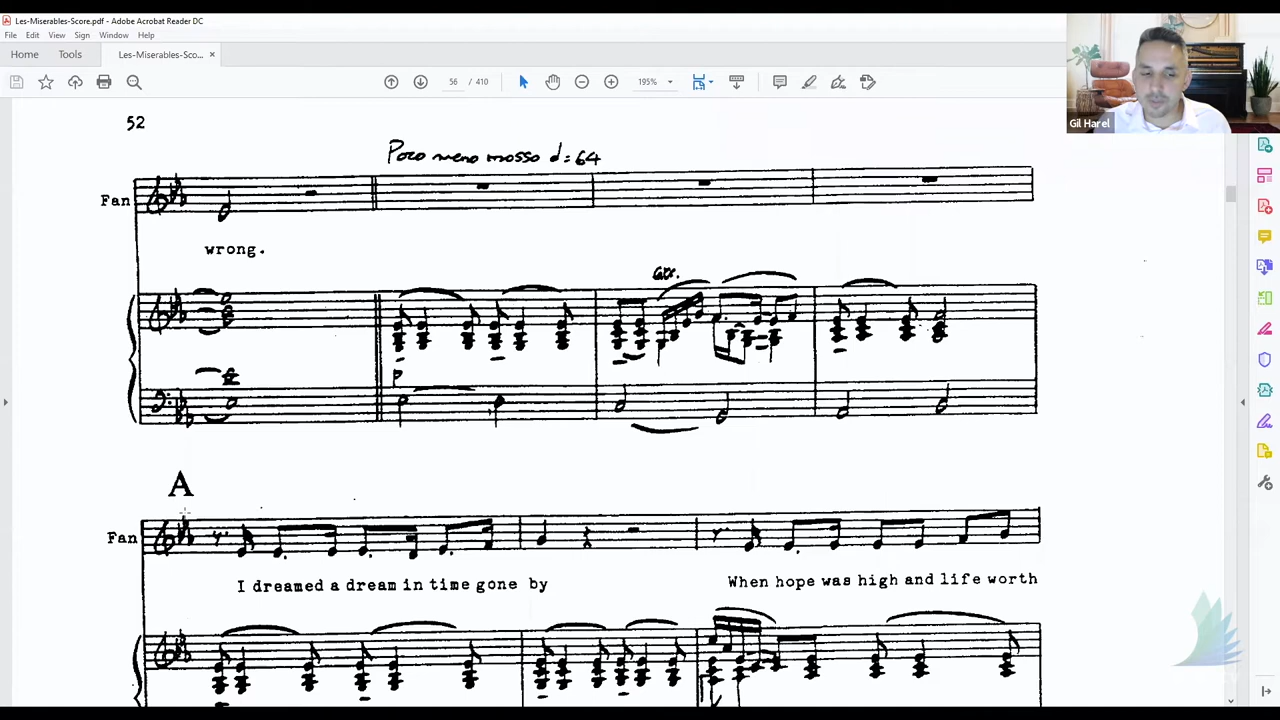 Les-Miserables-Score.pdf - Adobe Acrobat Reader DC
File Edit View Sign Window Help
Home Tools Les-Miserables-Sco... ×
56 / 410 195%
Gil Harel
52
Poco meno mosso d=64
Fan
wrong.
Gtr.
P
A
Fan
I dreamed a dream in time gone by When hope was high and life worth